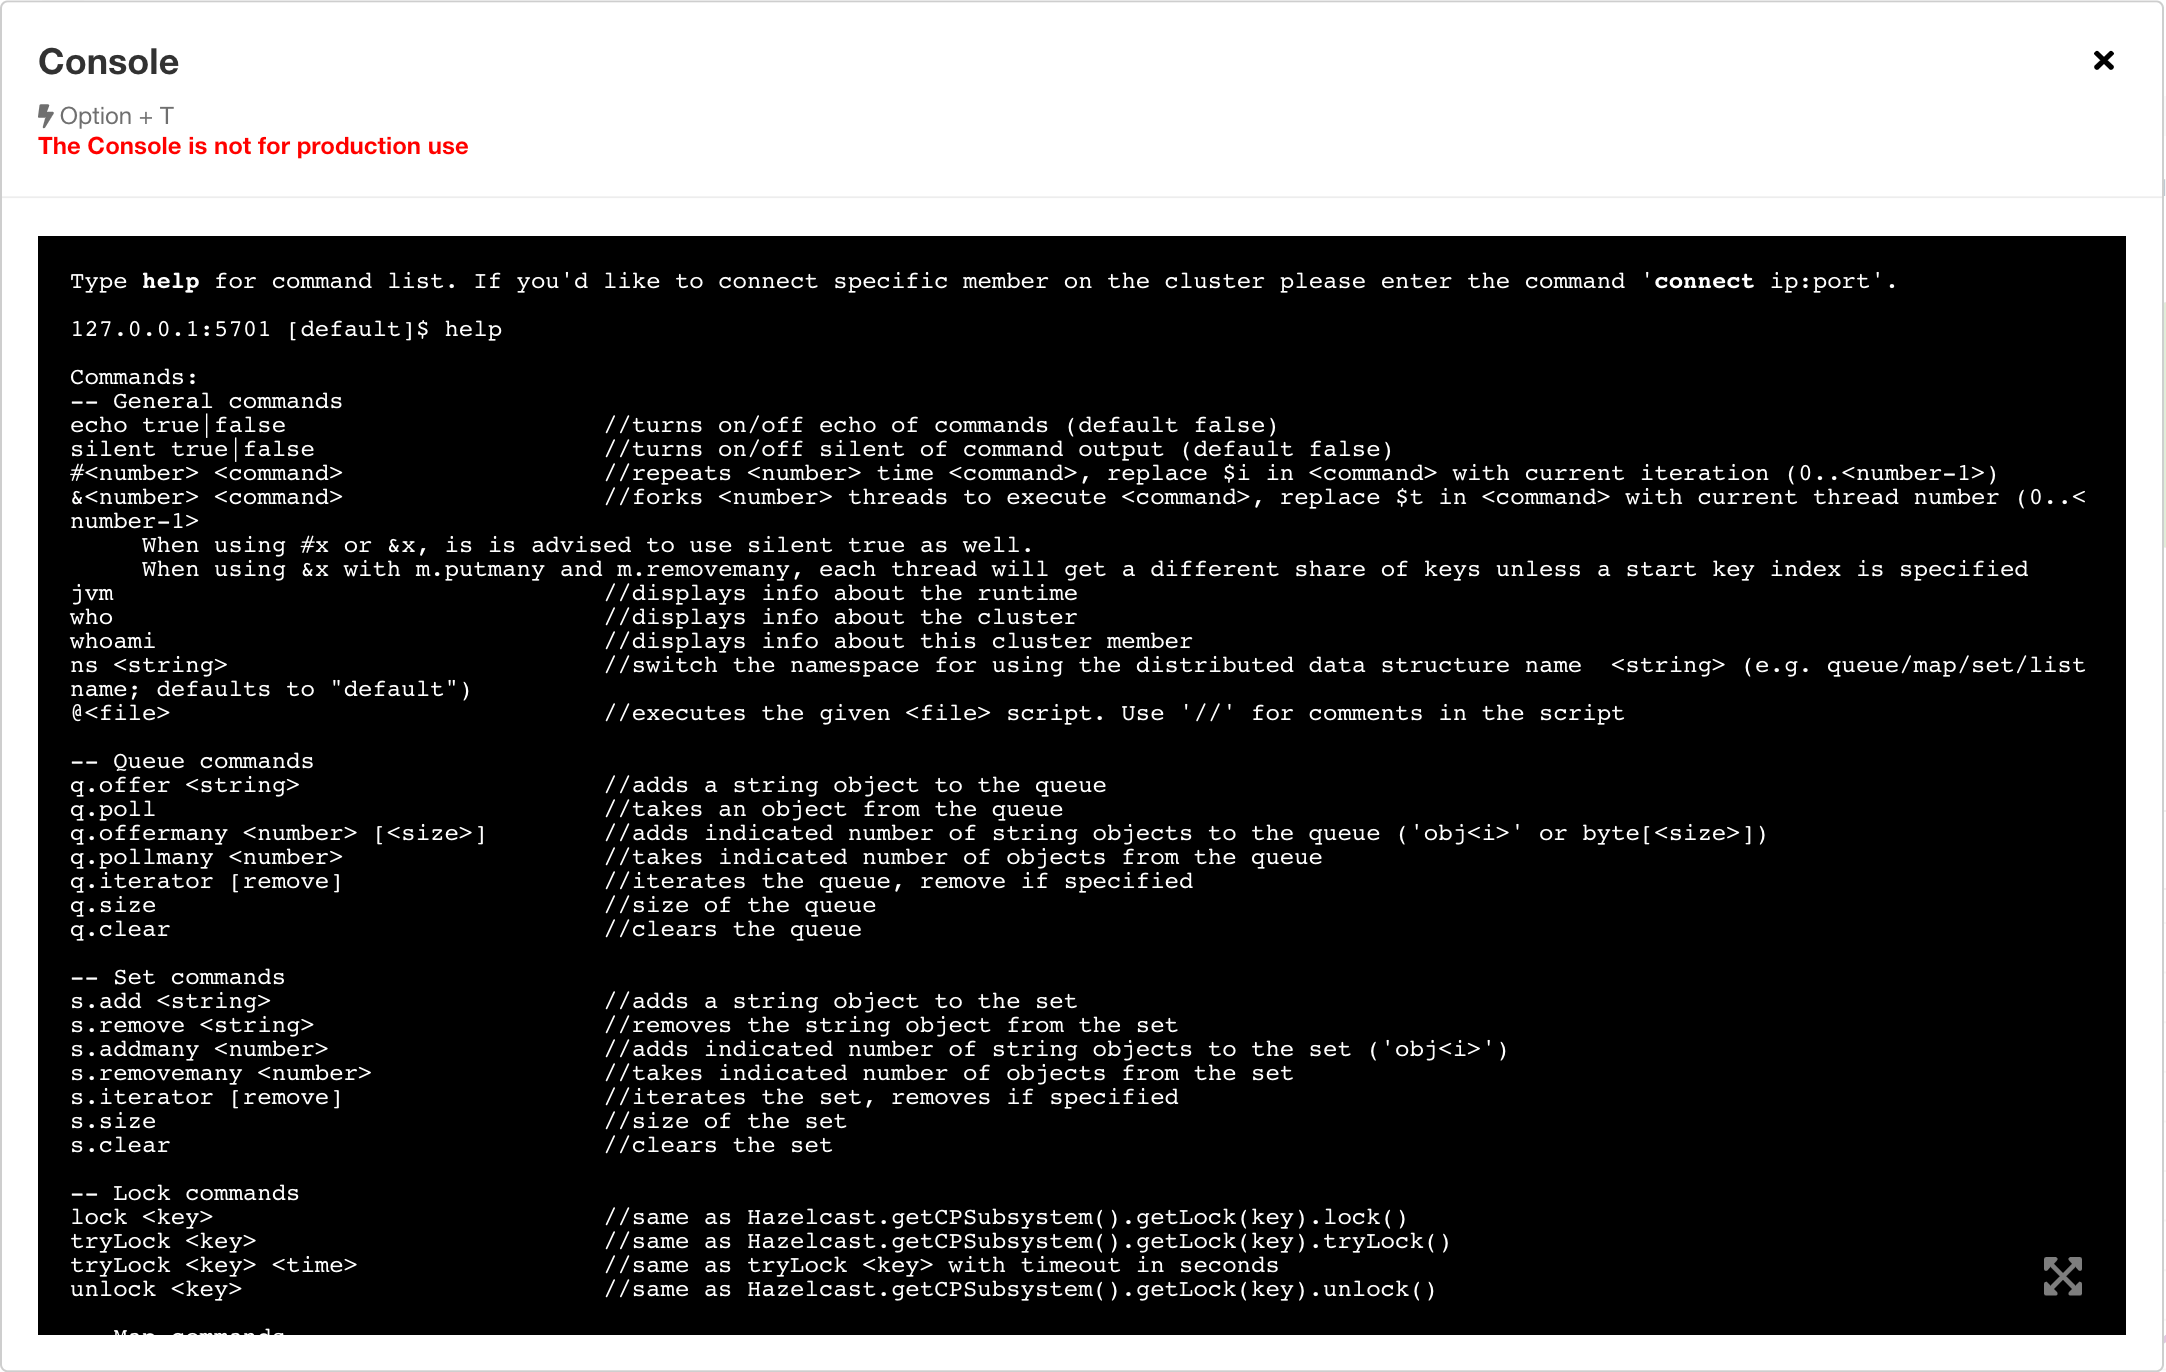 Console
Option + T
The Console is not for production use
Type help for command list. If you'd like to connect specific member on the cluster please enter the command 'connect ip:port'.
127.0.0.1:5701 [default]$ help
Commands:
-- General commands
echo true|false                      //turns on/off echo of commands (default false)
silent true|false                    //turns on/off silent of command output (default false)
#<number> <command>                  //repeats <number> time <command>, replace $i in <command> with current iteration (0..<number-1>)
&<number> <command>                  //forks <number> threads to execute <command>, replace $t in <command> with current thread number (0..<
number-1>
     When using #x or &x, is is advised to use silent true as well.
     When using &x with m.putmany and m.removemany, each thread will get a different share of keys unless a start key index is specified
jvm                                  //displays info about the runtime
who                                  //displays info about the cluster
whoami                               //displays info about this cluster member
ns <string>                          //switch the namespace for using the distributed data structure name  <string> (e.g. queue/map/set/list
name; defaults to "default")
@<file>                              //executes the given <file> script. Use '//' for comments in the script
-- Queue commands
q.offer <string>                     //adds a string object to the queue
q.poll                               //takes an object from the queue
q.offermany <number> [<size>]        //adds indicated number of string objects to the queue ('obj<i>' or byte[<size>])
q.pollmany <number>                  //takes indicated number of objects from the queue
q.iterator [remove]                  //iterates the queue, remove if specified
q.size                               //size of the queue
q.clear                              //clears the queue
-- Set commands
s.add <string>                       //adds a string object to the set
s.remove <string>                    //removes the string object from the set
s.addmany <number>                   //adds indicated number of string objects to the set ('obj<i>')
s.removemany <number>                //takes indicated number of objects from the set
s.iterator [remove]                  //iterates the set, removes if specified
s.size                               //size of the set
s.clear                              //clears the set
-- Lock commands
lock <key>                           //same as Hazelcast.getCPSubsystem().getLock(key).lock()
tryLock <key>                        //same as Hazelcast.getCPSubsystem().getLock(key).tryLock()
tryLock <key> <time>                 //same as tryLock <key> with timeout in seconds
unlock <key>                         //same as Hazelcast.getCPSubsystem().getLock(key).unlock()
-- Map commands